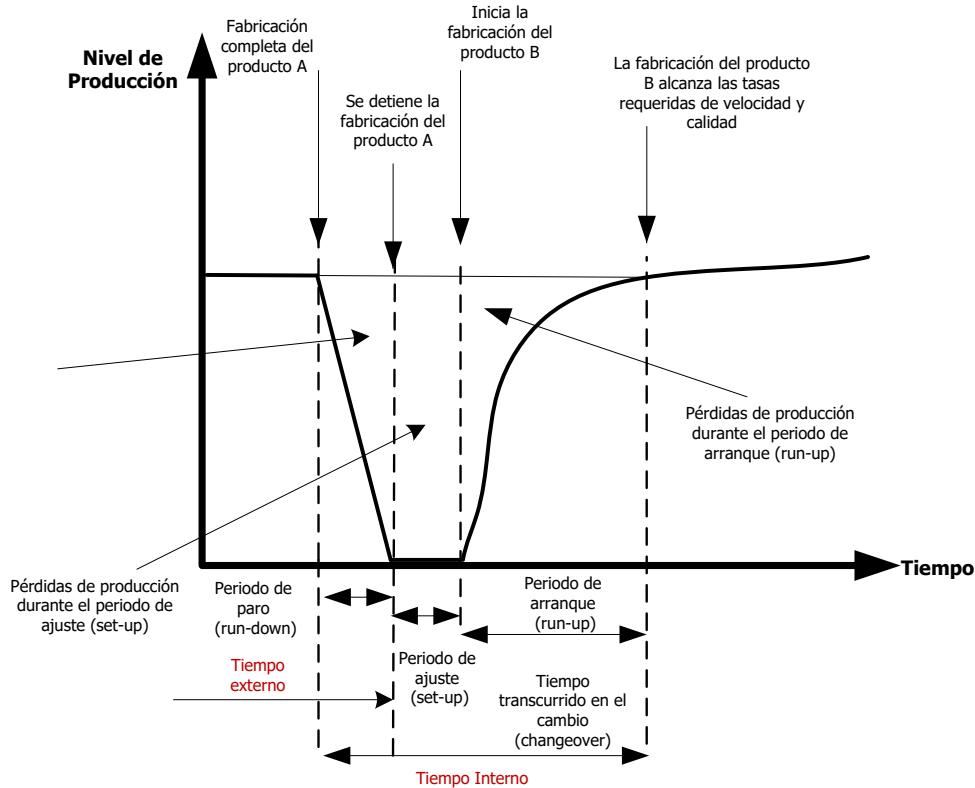 Fabricación
completa del
producto A
Inicia la
fabricación del
producto B
Nivel de
Producción
La fabricación del producto
B alcanza las tasas
requeridas de velocidad y
calidad
Se detiene la
fabricación del
producto A
Pérdidas de producción
durante el periodo de
arranque (run-up)
Tiempo
Pérdidas de producción
durante el periodo de
ajuste (set-up)
Periodo de
paro
(run-down)
Periodo de
arranque
(run-up)
Tiempo
externo
Periodo de
ajuste
(set-up)
Tiempo
transcurrido en el
cambio
(changeover)
Tiempo Interno